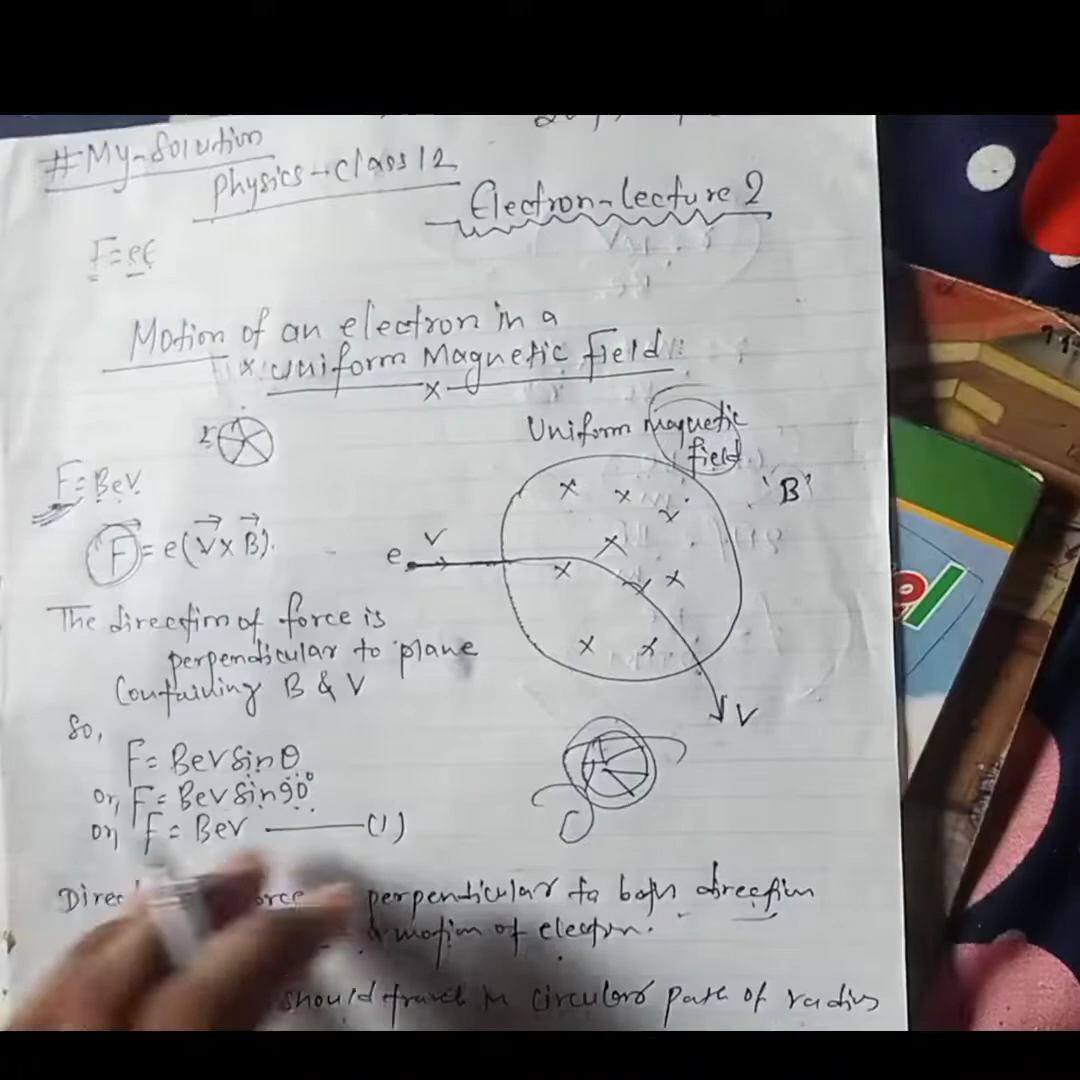 #My-Solution
Physics-class 12
Electron-lecture 2
F=eE
Motion of an electron in a
uniform Magnetic field
x
Uniform magnetic
field
'B'
F=Bev
F = e(V x B).
e
V
The direction of force is
perpendicular to plane
Containing B & V
V
So,
F= Bev sinθ
or, F= Bev sin90°
or, F= Bev —(1)
perpendicular to both direction
motion of electron.
should travel in circular path of radius